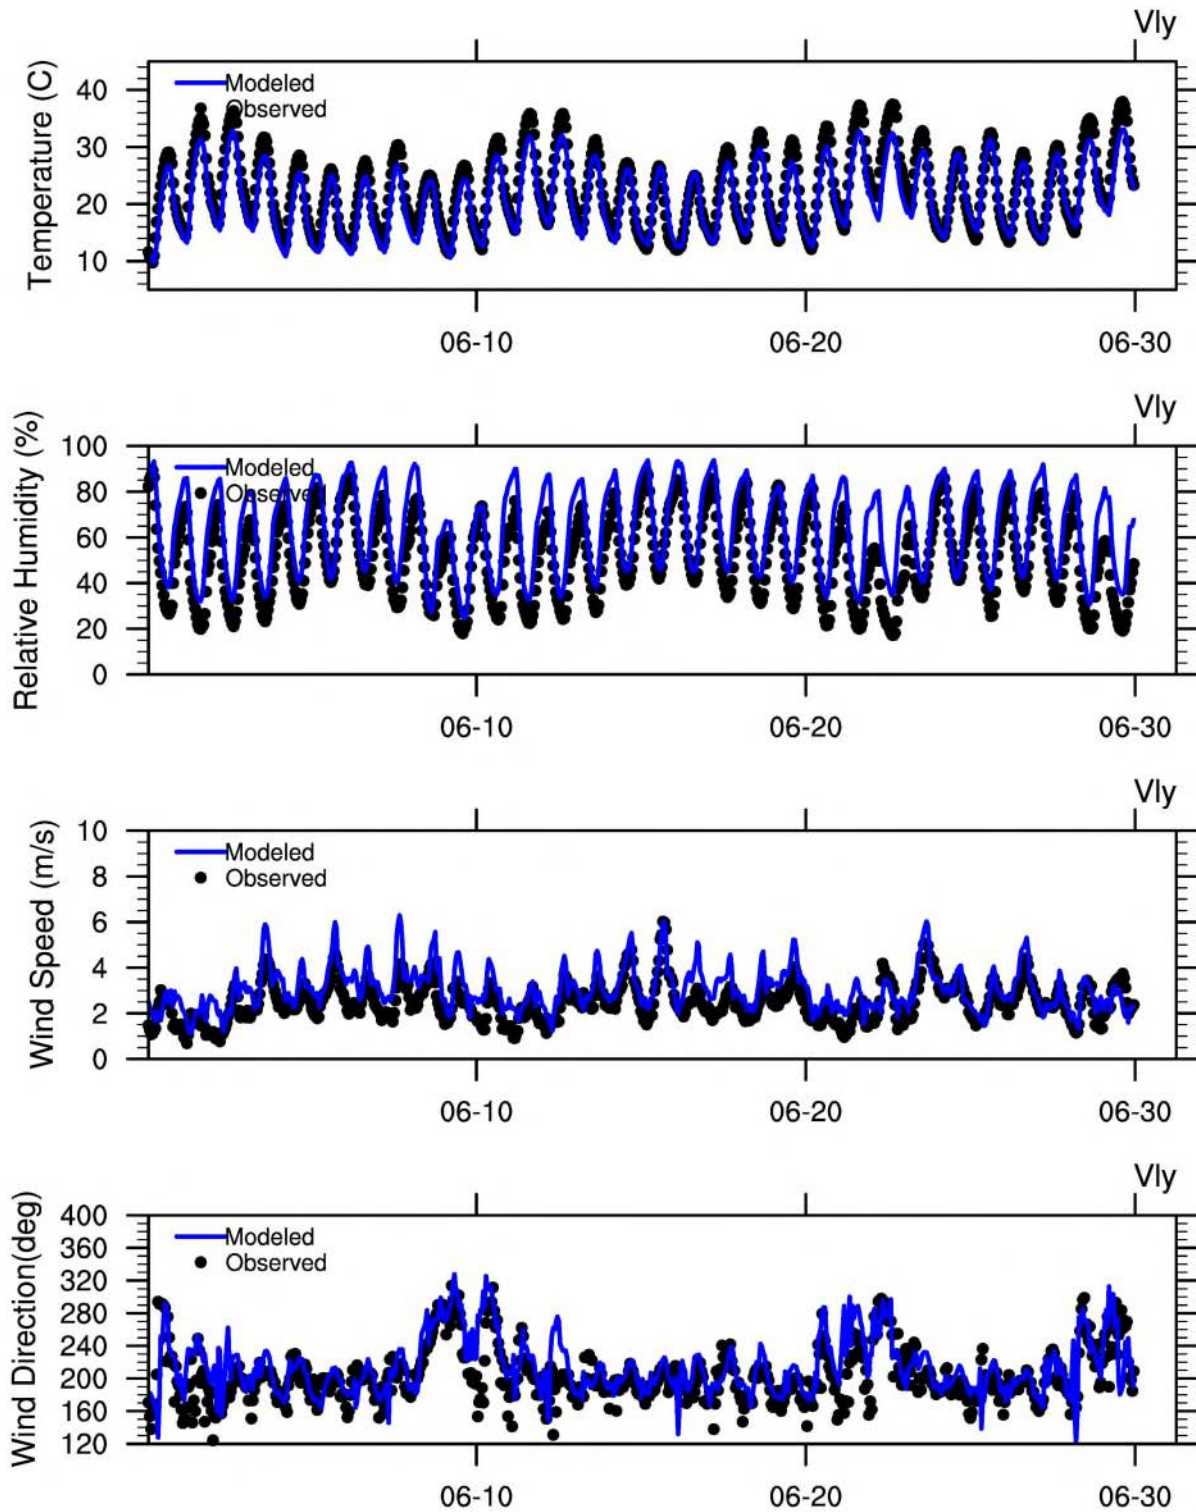 Vly
Temperature (C)
40
30
20
10
Modeled
Observed
06-10
06-20
06-30
Vly
Relative Humidity (%)
100
80
60
40
20
0
Modeled
Observed
06-10
06-20
06-30
Vly
Wind Speed (m/s)
10
8
6
4
2
0
Modeled
Observed
06-10
06-20
06-30
Vly
Wind Direction(deg)
400
360
320
280
240
200
160
120
Modeled
Observed
06-10
06-20
06-30